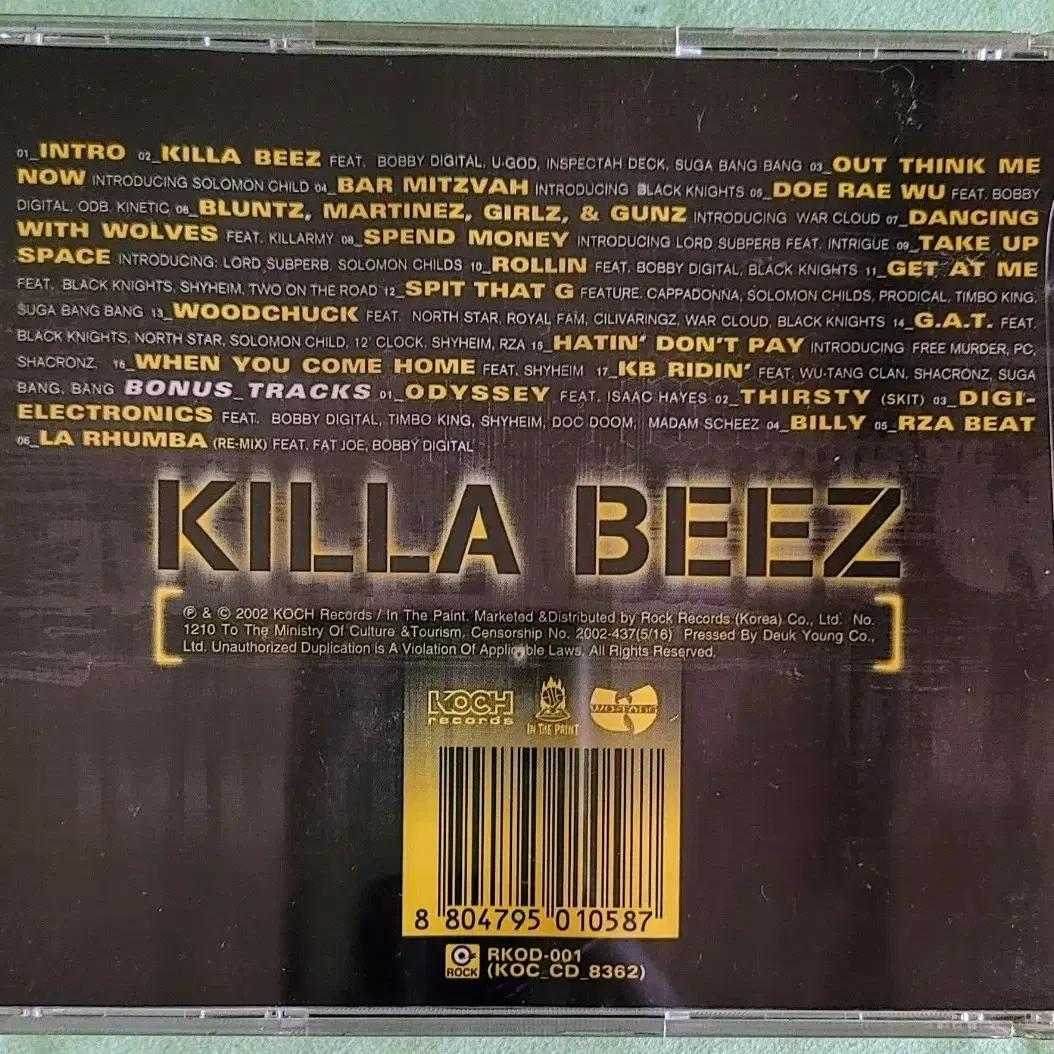 01_INTRO 02_KILLA BEEZ FEAT. BOBBY DIGITAL, U-GOD, INSPECTAH DECK, SUGA BANG BANG 03_OUT THINK ME
NOW INTRODUCING SOLOMON CHILD 04_BAR MITZVAH INTRODUCING BLACK KNIGHTS 05_DOE RAE WU FEAT. BOBBY
DIGITAL, ODB, KINETIC 06_BLUNTZ, MARTINEZ, GIRLZ, & GUNZ INTRODUCING WAR CLOUD 07_DANCING
WITH WOLVES FEAT. KILLARMY 08_SPEND MONEY INTRODUCING LORD SUBPERB FEAT. INTRIGUE 09_TAKE UP
SPACE INTRODUCING: LORD SUBPERB, SOLOMON CHILDS 10_ROLLIN FEAT. BOBBY DIGITAL, BLACK KNIGHTS 11_GET AT ME
FEAT. BLACK KNIGHTS, SHYHEIM, TWO ON THE ROAD 12_SPIT THAT G FEATURE. CAPPADONNA, SOLOMON CHILDS, PRODICAL, TIMBO KING,
SUGA BANG BANG 13_WOODCHUCK FEAT. NORTH STAR, ROYAL FAM, CILIVARINGZ, WAR CLOUD, BLACK KNIGHTS 14_G.A.T. FEAT.
BLACK KNIGHTS, NORTH STAR, SOLOMON CHILD, 12' CLOCK, SHYHEIM, RZA 15_HATIN' DON'T PAY INTRODUCING FREE MURDER, PC,
SHACRONZ, 16_WHEN YOU COME HOME FEAT. SHYHEIM 17_KB RIDIN' FEAT. WU-TANG CLAN, SHACRONZ, SUGA
BANG, BANG BONUS_TRACKS 01_ODYSSEY FEAT. ISAAC HAYES 02_THIRSTY (SKIT) 03_DIGI-
ELECTRONICS FEAT. BOBBY DIGITAL, TIMBO KING, SHYHEIM, DOC DOOM, MADAM SCHEEZ 04_BILLY 05_RZA BEAT
06_LA RHUMBA (RE-MIX) FEAT. FAT JOE, BOBBY DIGITAL
KILLA BEEZ
℗ & © 2002 KOCH Records / In The Paint. Marketed &Distributed by Rock Records (Korea) Co., Ltd. No.
1210 To The Ministry Of Culture &Tourism, Censorship No. 2002-437(5/16) Pressed By Deuk Young Co.,
Ltd. Unauthorized Duplication is A Violation Of Applicable Laws, All Rights Reserved.
KOCH
records
IN THE PAINT
WU-TANG
8 804795 010587
ROCK
RKOD-001
(KOC_CD_8362)